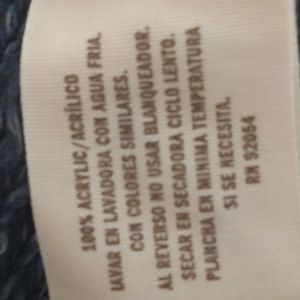 100% ACRYLIC/ACRÍLICO
LAVAR EN LAVADORA CON AGUA FRIA.
CON COLORES SIMILARES.
AL REVERSO NO USAR BLANQUEADOR.
SECAR EN SECADORA CICLO LENTO.
PLANCHA EN MINIMA TEMPERATURA
SI SE NECESITA.
RN 92654